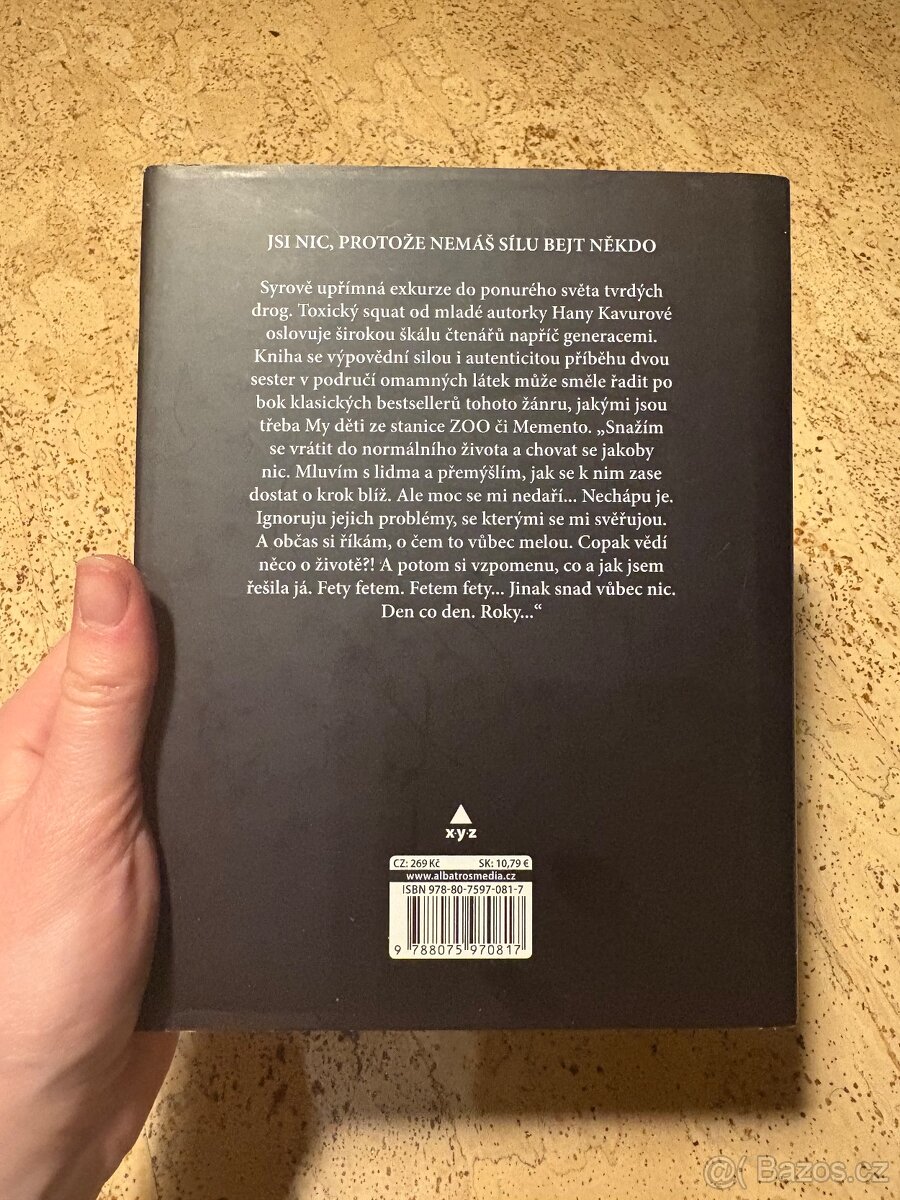 JSI NIC, PROTOŽE NEMÁŠ SÍLU BEJT NĚKDO
Syrově upřímná exkurze do ponurého světa tvrdých
drog. Toxický squat od mladé autorky Hany Kavurové
oslovuje širokou škálu čtenářů napříč generacemi.
Kniha se výpovědní silou i autenticitou příběhu dvou
sester v područí omamných látek může směle řadit po
bok klasických bestsellerů tohoto žánru, jakými jsou
třeba My děti ze stanice ZOO či Memento. „Snažím
se vrátit do normálního života a chovat se jakoby
nic. Mluvím s lidma a přemýšlím, jak se k nim zase
dostat o krok blíž. Ale moc se mi nedaří... Nechápu je.
Ignoruju jejich problémy, se kterými se mi svěřujou.
A občas si říkám, o čem to vůbec melou. Copak vědí
něco o životě?! A potom si vzpomenu, co a jak jsem
řešila já. Fety fetem. Fetem fety... Jinak snad vůbec nic.
Den co den. Roky...“
x·y·z
CZ: 269 Kč SK: 10,79 €
www.albatrosmedia.cz
ISBN 978-80-7597-081-7
9 788075 970817
@( Bazos.cz